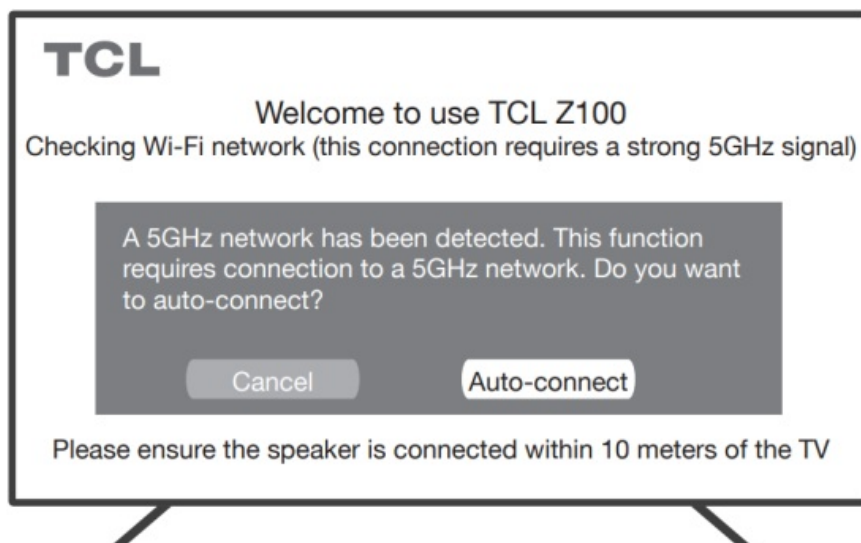 TCL
Welcome to use TCL Z100
Checking Wi-Fi network (this connection requires a strong 5GHz signal)
A 5GHz network has been detected. This function
requires connection to a 5GHz network. Do you want
to auto-connect?
Cancel Auto-connect
Please ensure the speaker is connected within 10 meters of the TV